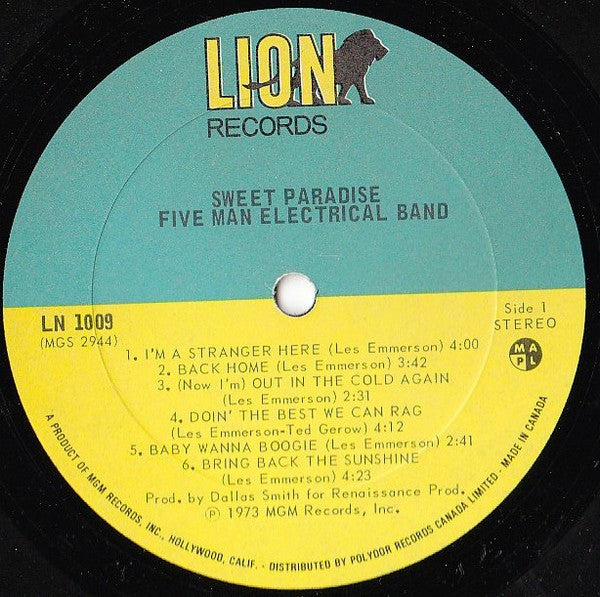 LION
RECORDS
SWEET PARADISE
FIVE MAN ELECTRICAL BAND
LN 1009
(MGS 2944)
Side 1
STEREO
M A P L
1. I'M A STRANGER HERE (Les Emmerson) 4:00
2. BACK HOME (Les Emmerson) 3:42
3. (Now I'm) OUT IN THE COLD AGAIN
(Les Emmerson) 2:31
4. DOIN' THE BEST WE CAN RAG
(Les Emmerson-Ted Gerow) 4:12
5. BABY WANNA BOOGIE (Les Emmerson) 2:41
6. BRING BACK THE SUNSHINE
(Les Emmerson) 4:23
Prod. by Dallas Smith for Renaissance Prod.
℗ 1973 MGM Records, Inc.
A PRODUCT OF MGM RECORDS, INC., HOLLYWOOD, CALIF. - DISTRIBUTED BY POLYDOR RECORDS CANADA LIMITED - MADE IN CANADA